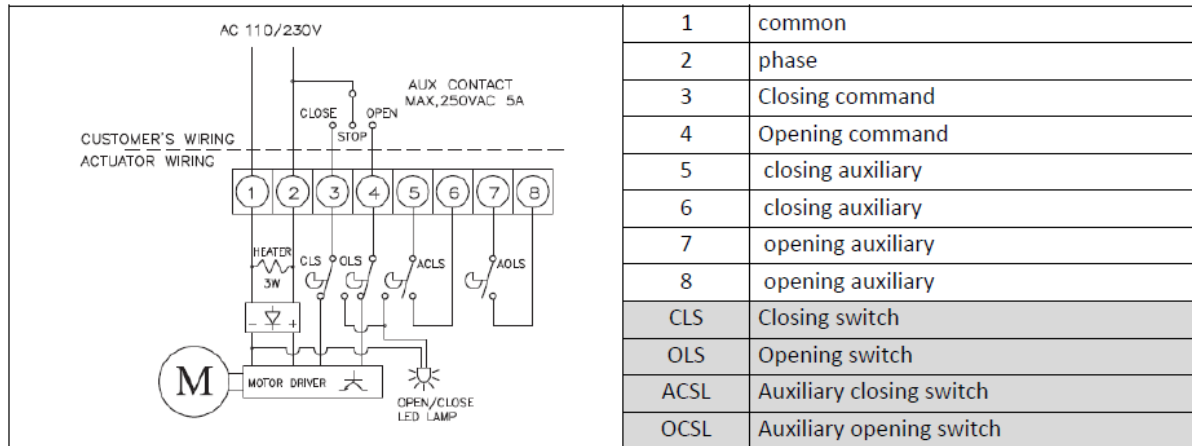 AC 110/230V
AUX CONTACT
MAX,250VAC 5A
CLOSE
OPEN
STOP
CUSTOMER'S WIRING
ACTUATOR WIRING
1 2 3 4 5 6 7 8
HEATER
3W
CLS
OLS
ACLS
AOLS
- +
M
MOTOR DRIVER
OPEN/CLOSE
LED LAMP
1 common
2 phase
3 Closing command
4 Opening command
5 closing auxiliary
6 closing auxiliary
7 opening auxiliary
8 opening auxiliary
CLS Closing switch
OLS Opening switch
ACSL Auxiliary closing switch
OCSL Auxiliary opening switch